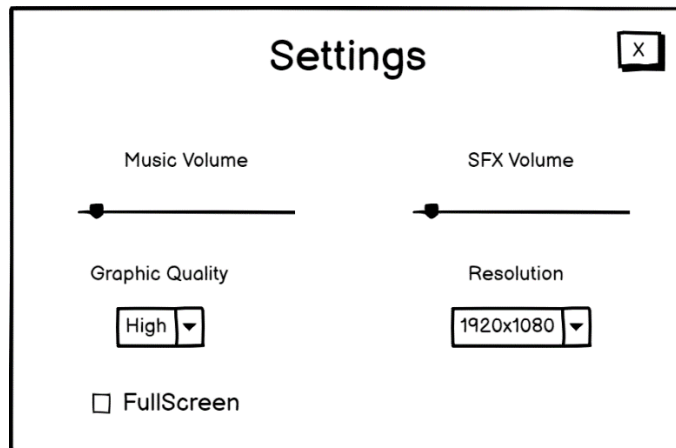 Settings
X
Music Volume
SFX Volume
Graphic Quality
Resolution
High
1920x1080
FullScreen